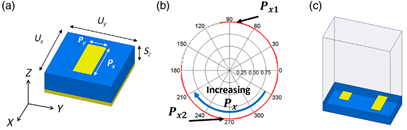 (a)
U_y
U_x
P_y
P_x
S_z
Z
Y
X
(b)
P_x1
90
120
60
150
30
180
0.25 0.5 0.75
0
Increasing
P_x
210
330
240
300
270
P_x2
(c)